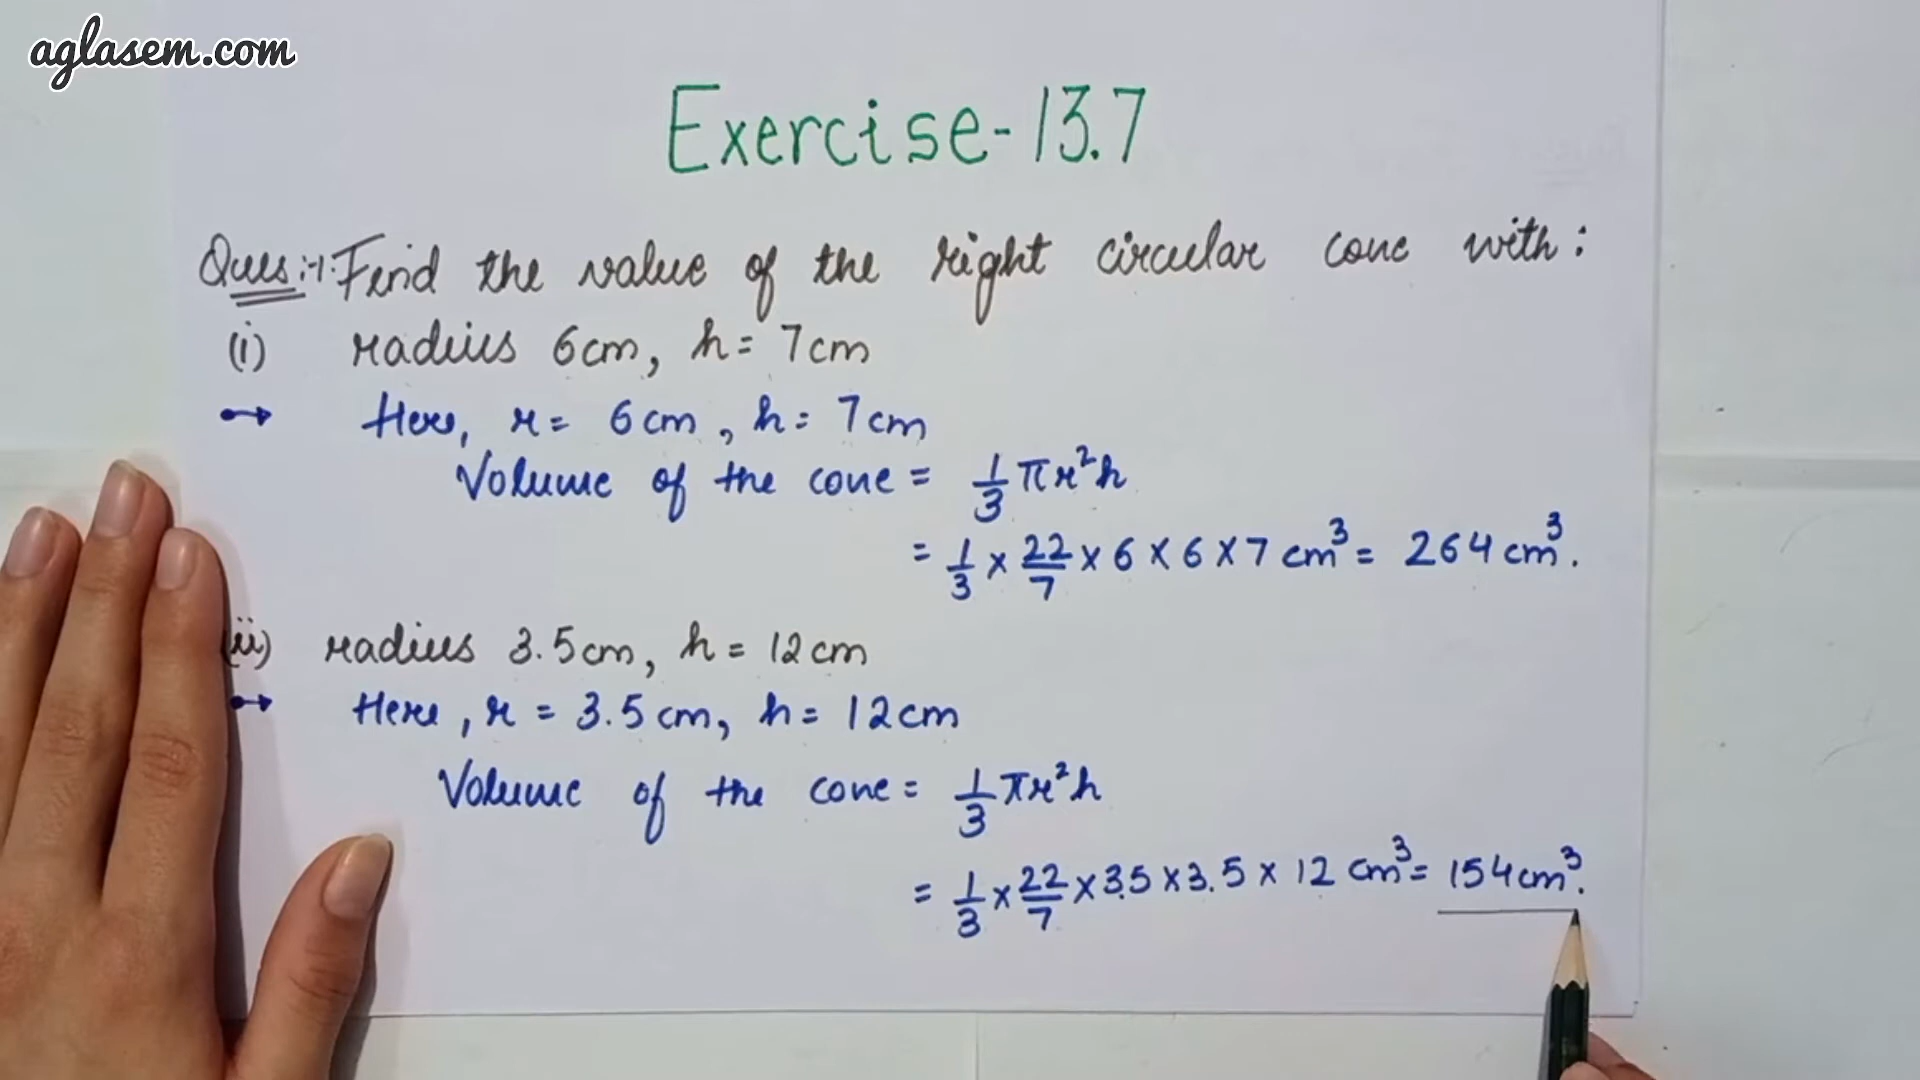 aglasem.com
Exercise-13.7
Ques:-1. Find the value of the right circular cone with:
(i) radius 6cm, h = 7cm
Here, r = 6cm, h = 7cm
Volume of the cone = 1/3 πr²h
= 1/3 × 22/7 × 6 × 6 × 7 cm³ = 264 cm³.
(ii) radius 3.5cm, h = 12cm
Here, r = 3.5cm, h = 12cm
Volume of the cone = 1/3 πr²h
= 1/3 × 22/7 × 3.5 × 3.5 × 12 cm³ = 154 cm³.